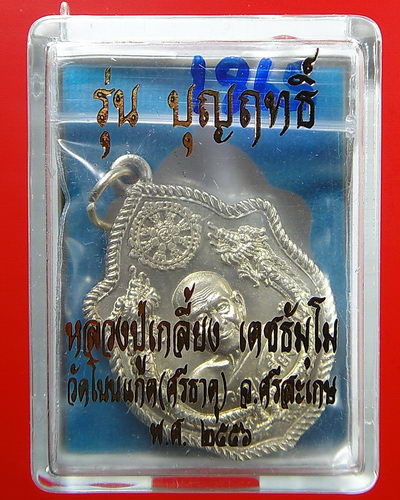 รุ่น บุญฤทธิ์
หลวงปู่เกลี้ยง เตชธัมฺโม
วัดโนนแกด(ศรีธาตุ) จ.ศรีสะเกษ
พ.ศ. ๒๕๕๖